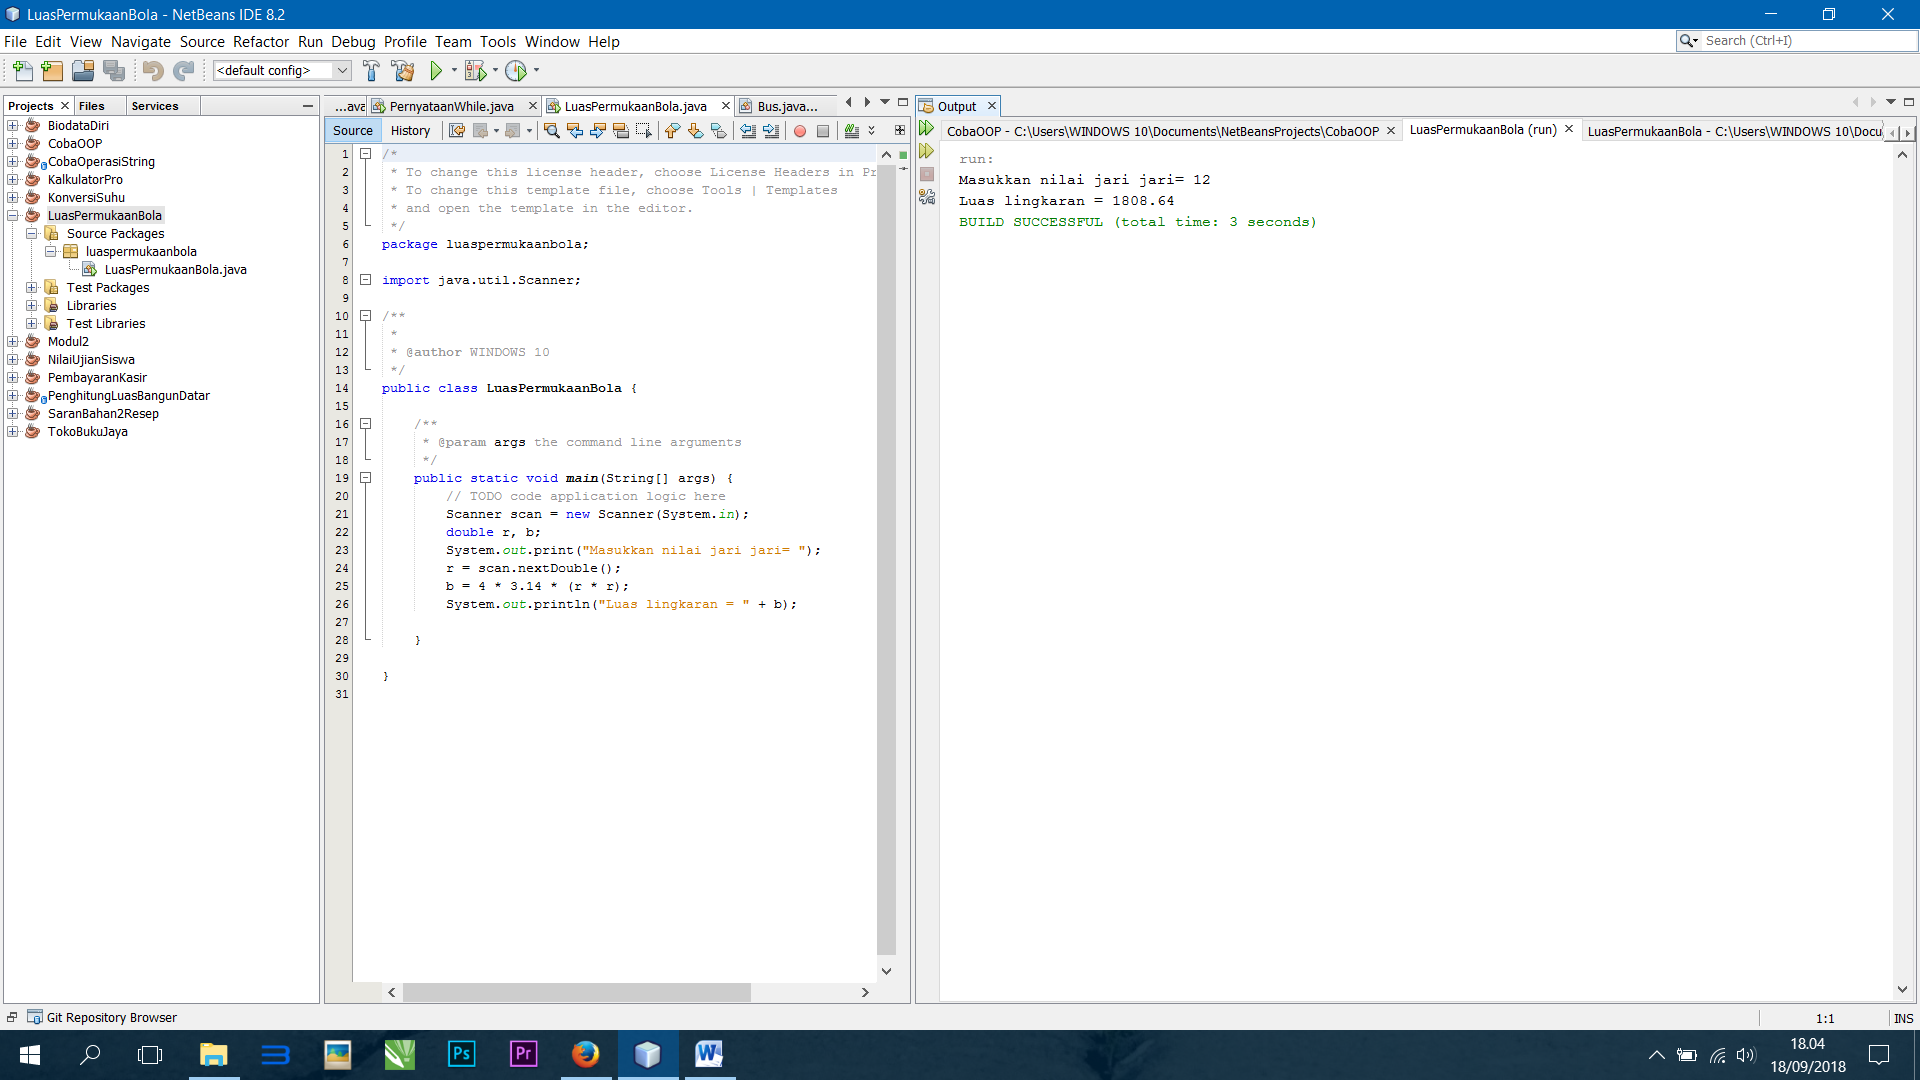 LuasPermukaanBola - NetBeans IDE 8.2
File Edit View Navigate Source Refactor Run Debug Profile Team Tools Window Help
Search (Ctrl+I)
<default config>
Projects Files Services
BiodataDiri
CobaOOP
CobaOperasiString
KalkulatorPro
KonversiSuhu
LuasPermukaanBola
Source Packages
luaspermukaanbola
LuasPermukaanBola.java
Test Packages
Libraries
Test Libraries
Modul2
NilaiUjianSiswa
PembayaranKasir
PenghitungLuasBangunDatar
SaranBahan2Resep
TokoBukuJaya
...ava PernyataanWhile.java LuasPermukaanBola.java Bus.java...
Source History
1 /*
2 * To change this license header, choose License Headers in Pr
3 * To change this template file, choose Tools | Templates
4 * and open the template in the editor.
5 */
6 package luaspermukaanbola;
7
8 import java.util.Scanner;
9
10 /**
11 *
12 * @author WINDOWS 10
13 */
14 public class LuasPermukaanBola {
15
16 /**
17 * @param args the command line arguments
18 */
19 public static void main(String[] args) {
20 // TODO code application logic here
21 Scanner scan = new Scanner(System.in);
22 double r, b;
23 System.out.print("Masukkan nilai jari jari= ");
24 r = scan.nextDouble();
25 b = 4 * 3.14 * (r * r);
26 System.out.println("Luas lingkaran = " + b);
27
28 }
29
30 }
31
Output
CobaOOP - C:\Users\WINDOWS 10\Documents\NetBeansProjects\CobaOOP LuasPermukaanBola (run) LuasPermukaanBola - C:\Users\WINDOWS 10\Docu
run:
Masukkan nilai jari jari= 12
Luas lingkaran = 1808.64
BUILD SUCCESSFUL (total time: 3 seconds)
Git Repository Browser
1:1 INS
Ps Pr W
18.04
18/09/2018